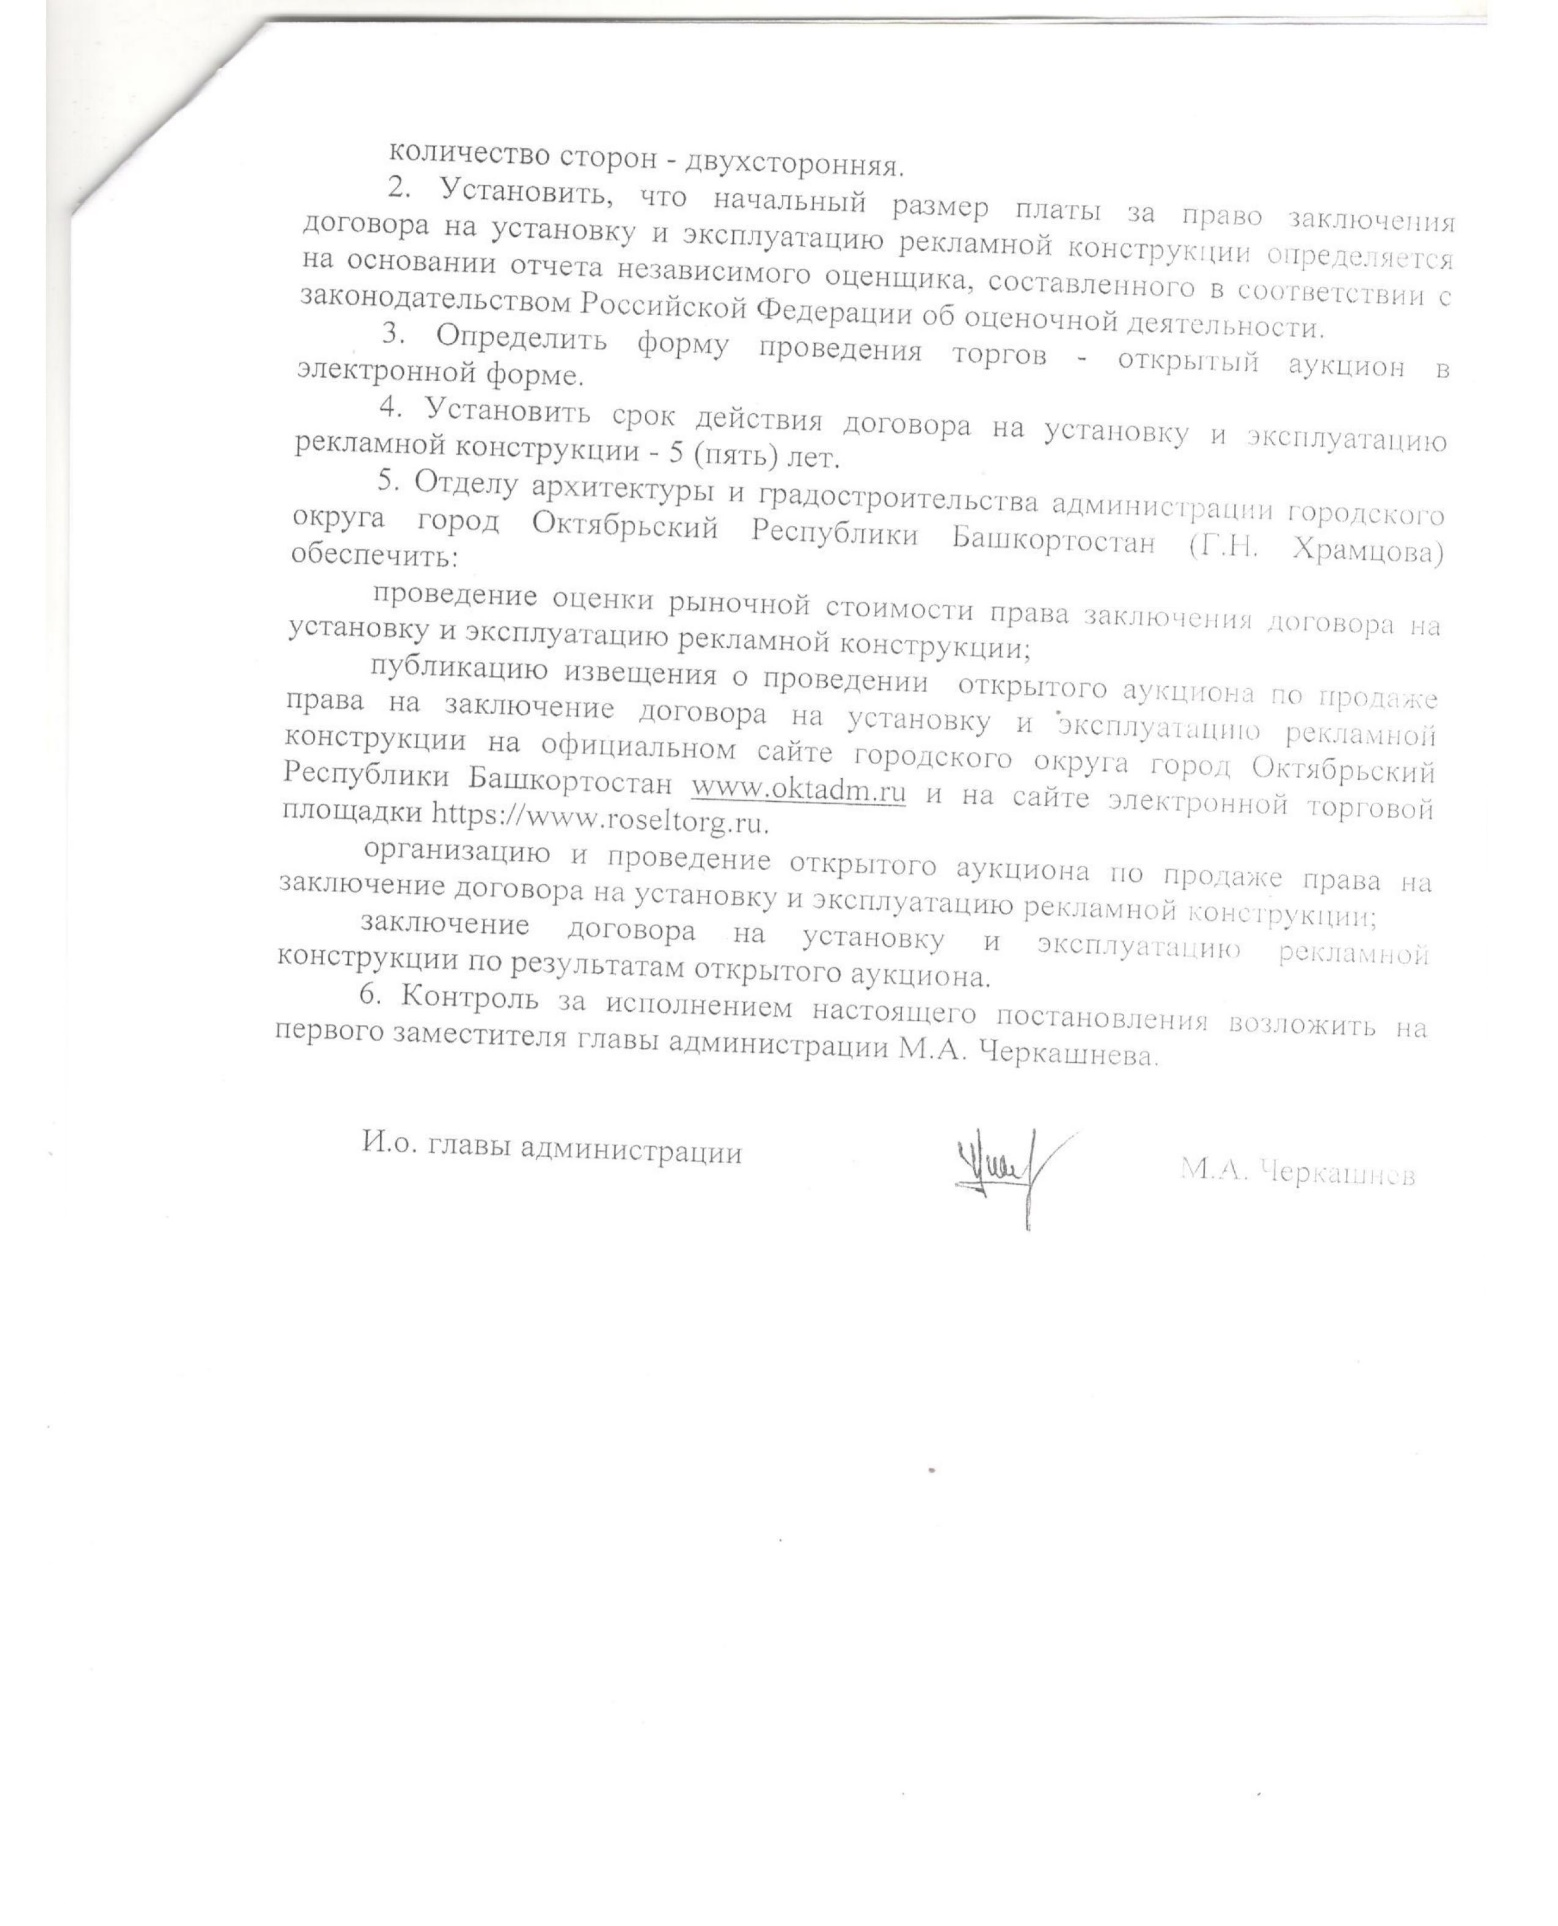 количество сторон - двухсторонняя.
2. Установить, что начальный размер платы за право заключения
договора на установку и эксплуатацию рекламной конструкции определяется
на основании отчета независимого оценщика, составленного в соответствии с
законодательством Российской Федерации об оценочной деятельности.
3. Определить форму проведения торгов - открытый аукцион в
электронной форме.
4. Установить срок действия договора на установку и эксплуатацию
рекламной конструкции - 5 (пять) лет.
5. Отделу архитектуры и градостроительства администрации городского
округа город Октябрьский Республики Башкортостан (Г.Н. Храмцова)
обеспечить:
проведение оценки рыночной стоимости права заключения договора на
установку и эксплуатацию рекламной конструкции;
публикацию извещения о проведении открытого аукциона по продаже
права на заключение договора на установку и эксплуатацию рекламной
конструкции на официальном сайте городского округа город Октябрьский
Республики Башкортостан www.oktadm.ru и на сайте электронной торговой
площадки https://www.roseltorg.ru.
организацию и проведение открытого аукциона по продаже права на
заключение договора на установку и эксплуатацию рекламной конструкции;
заключение договора на установку и эксплуатацию рекламной
конструкции по результатам открытого аукциона.
6. Контроль за исполнением настоящего постановления возложить на
первого заместителя главы администрации М.А. Черкашнева.
И.о. главы администрации М.А. Черкашнев